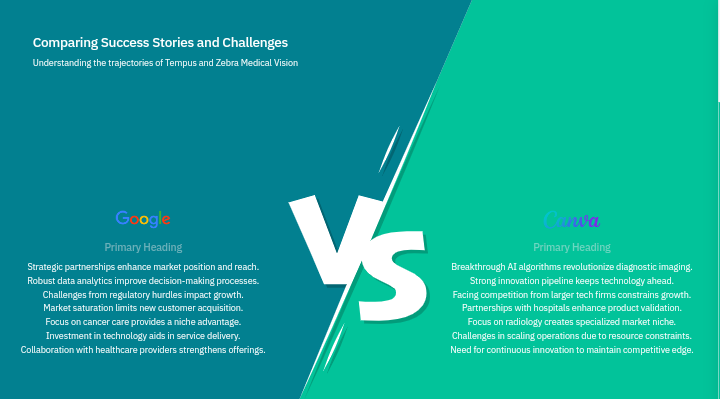 Comparing Success Stories and Challenges
Understanding the trajectories of Tempus and Zebra Medical Vision
VS
Google
Primary Heading
Strategic partnerships enhance market position and reach.
Robust data analytics improve decision-making processes.
Challenges from regulatory hurdles impact growth.
Market saturation limits new customer acquisition.
Focus on cancer care provides a niche advantage.
Investment in technology aids in service delivery.
Collaboration with healthcare providers strengthens offerings.
Canva
Primary Heading
Breakthrough AI algorithms revolutionize diagnostic imaging.
Strong innovation pipeline keeps technology ahead.
Facing competition from larger tech firms constrains growth.
Partnerships with hospitals enhance product validation.
Focus on radiology creates specialized market niche.
Challenges in scaling operations due to resource constraints.
Need for continuous innovation to maintain competitive edge.